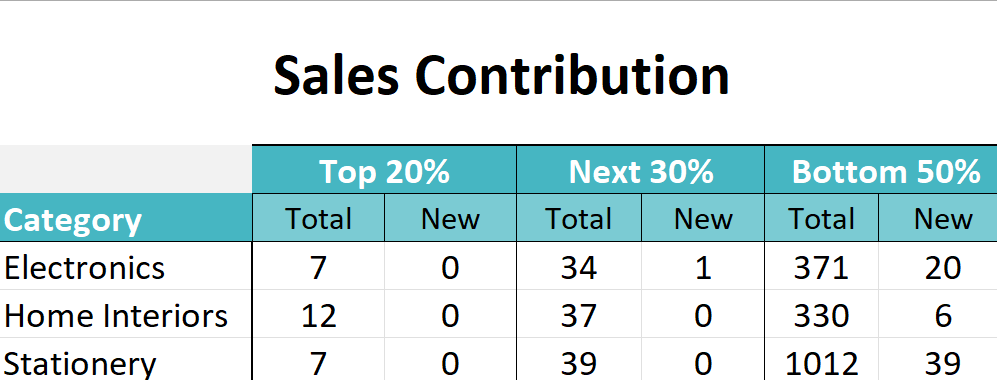 Sales Contribution
Top 20% Next 30% Bottom 50%
Category Total New Total New Total New
Electronics 7 0 34 1 371 20
Home Interiors 12 0 37 0 330 6
Stationery 7 0 39 0 1012 39